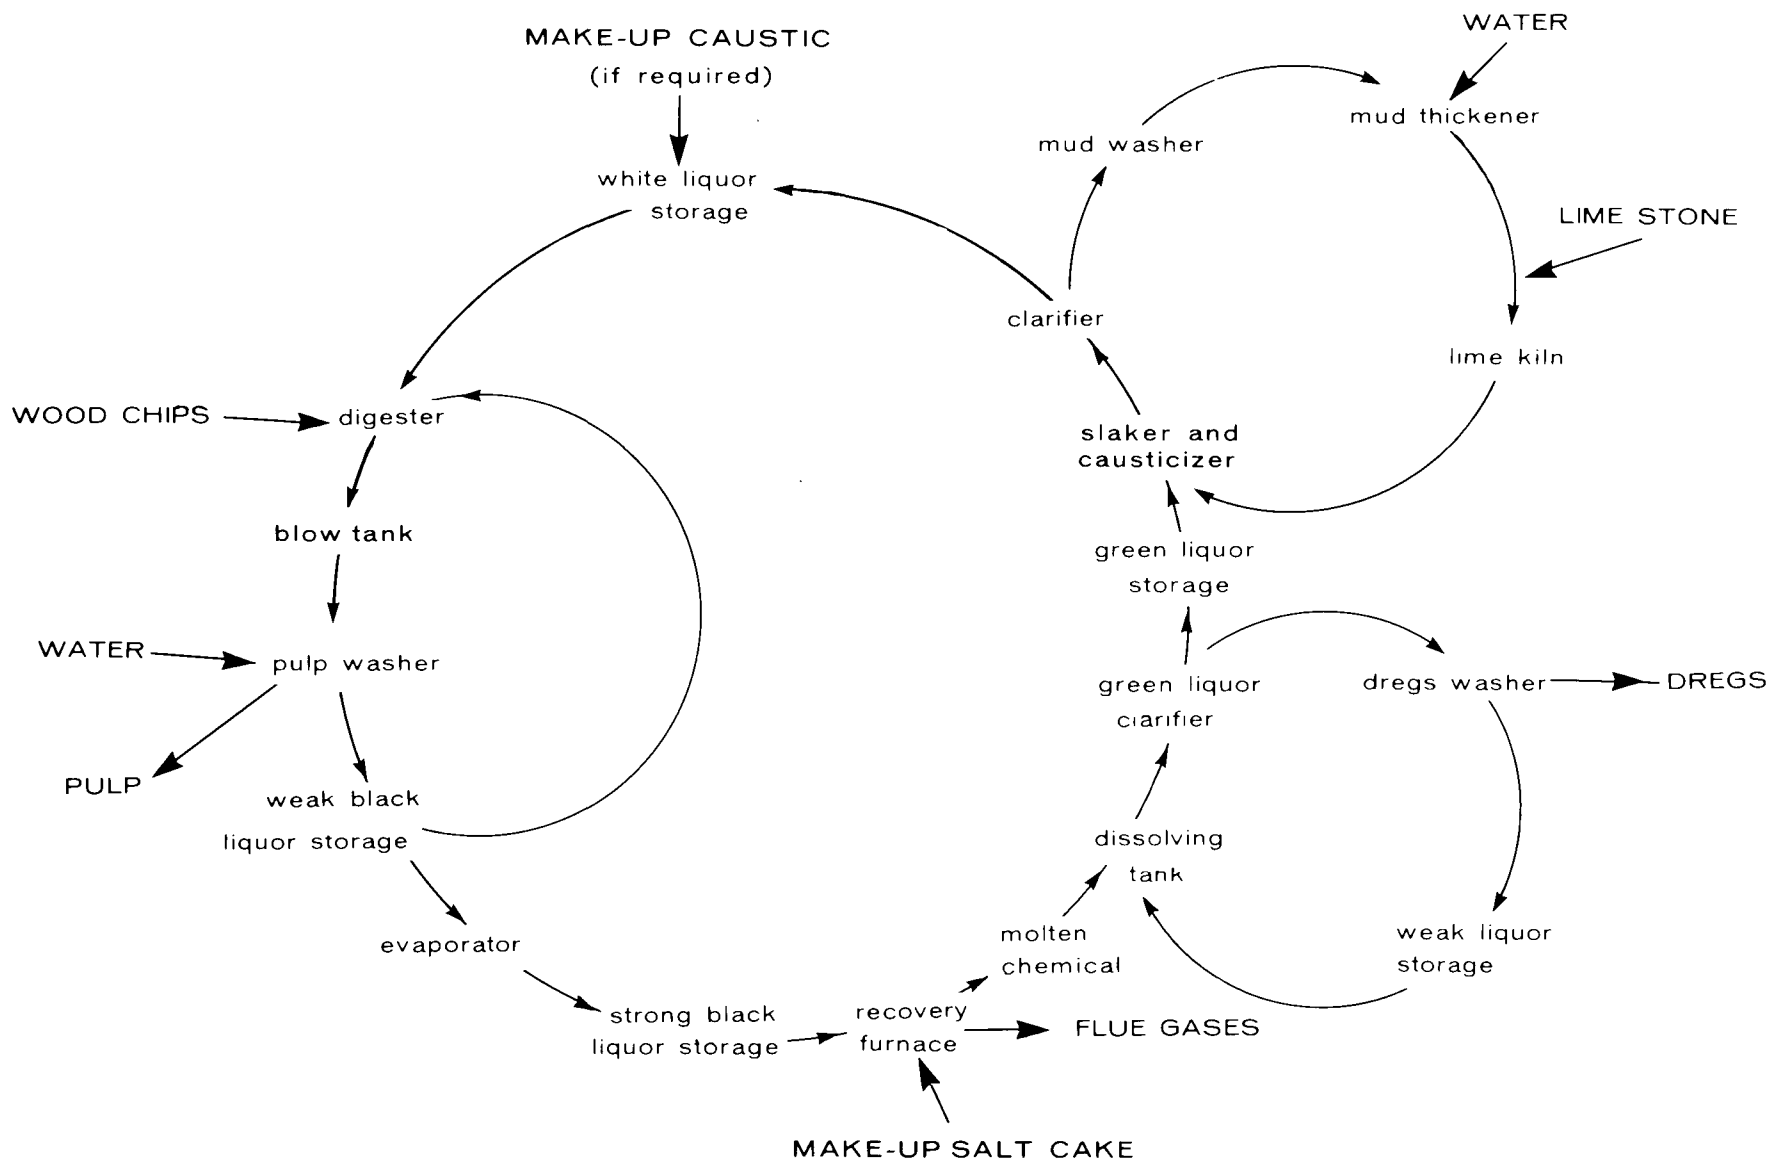 MAKE-UP CAUSTIC
(if required)
WATER
mud thickener
mud washer
white liquor
storage
LIME STONE
clarifier
lime kiln
WOOD CHIPS
digester
slaker and
causticizer
blow tank
green liquor
storage
WATER
pulp washer
green liquor
clarifier
dregs washer
DREGS
PULP
weak black
liquor storage
dissolving
tank
evaporator
molten
chemical
weak liquor
storage
strong black
liquor storage
recovery
furnace
FLUE GASES
MAKE-UP SALT CAKE